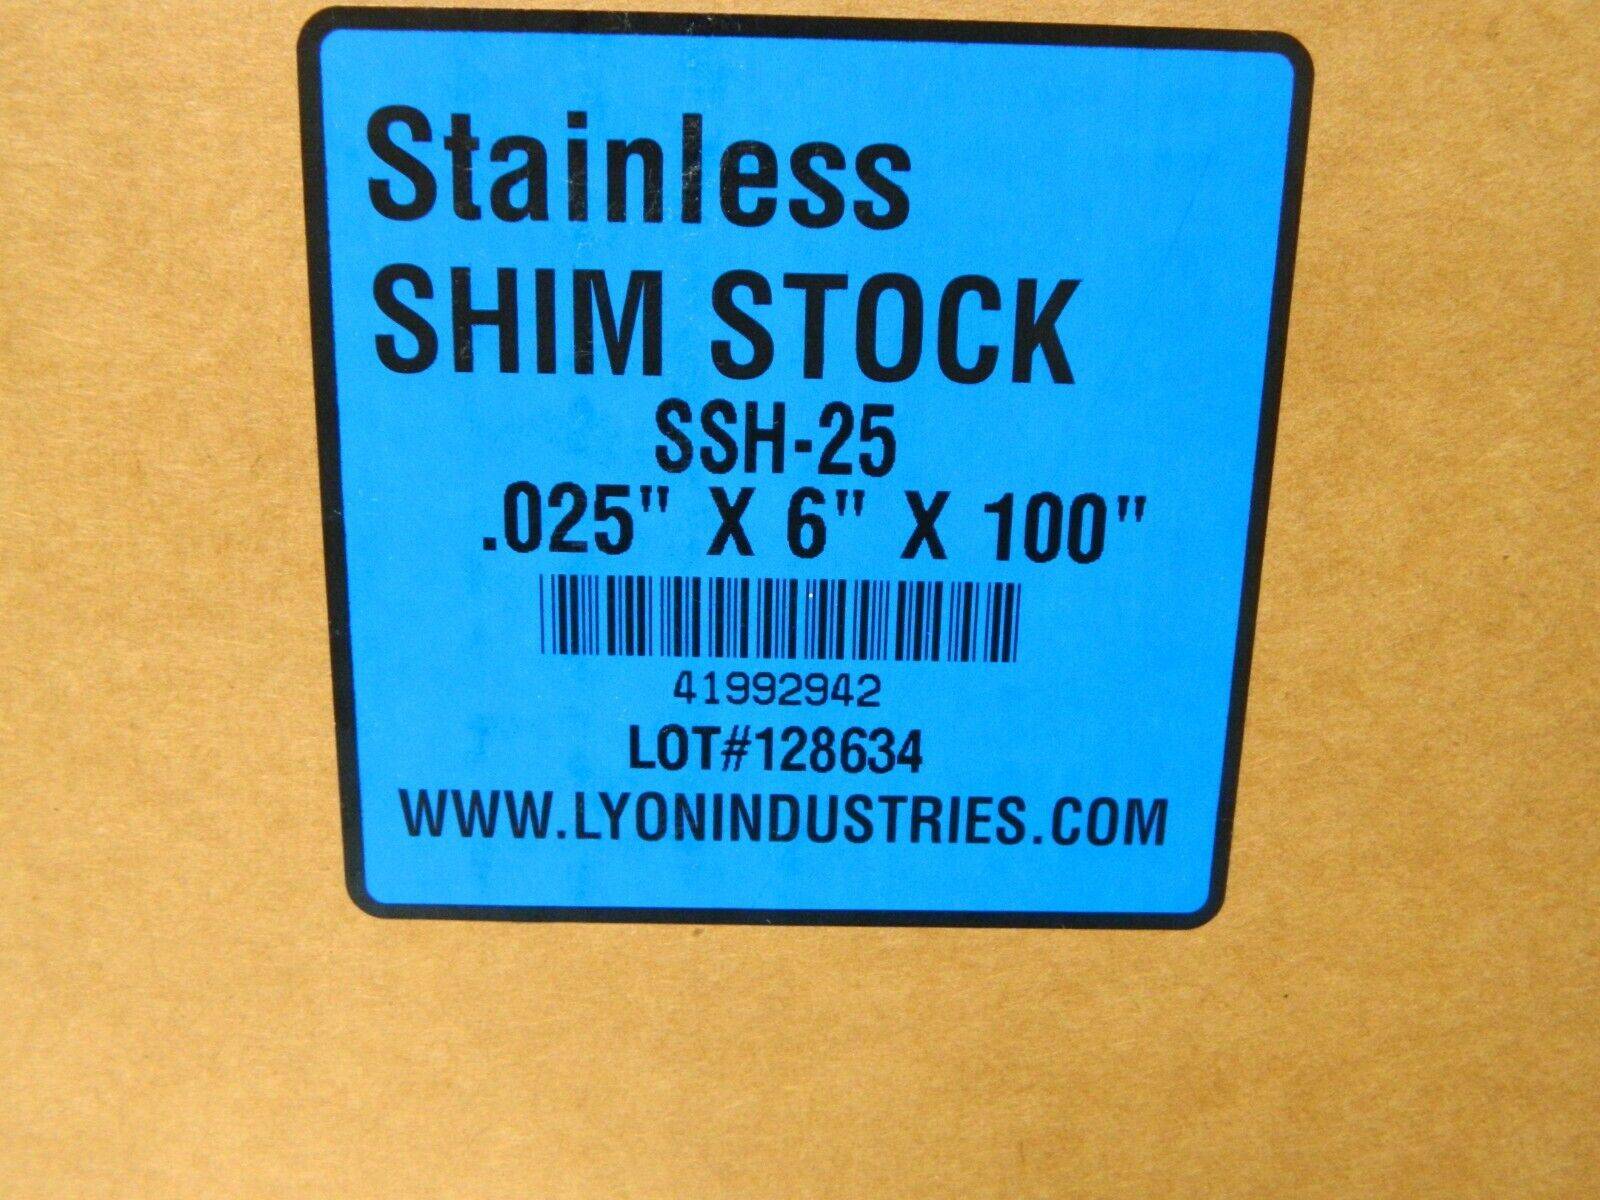 Stainless
SHIM STOCK
SSH-25
.025" X 6" X 100"
41992942
LOT#128634
WWW.LYONINDUSTRIES.COM